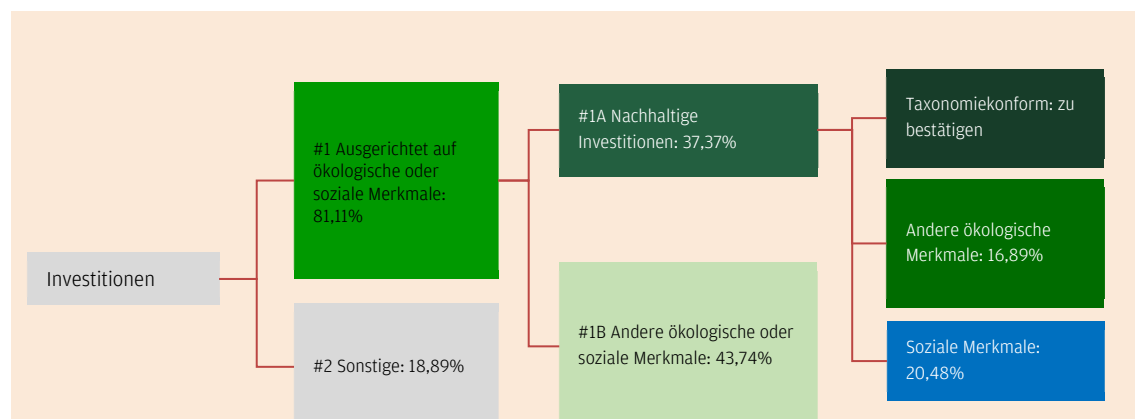 Investitionen
#1 Ausgerichtet auf
ökologische oder
soziale Merkmale:
81,11%
#2 Sonstige: 18,89%
#1A Nachhaltige
Investitionen: 37,37%
#1B Andere ökologische oder
soziale Merkmale: 43,74%
Taxonomiekonform: zu
bestätigen
Andere ökologische
Merkmale: 16,89%
Soziale Merkmale:
20,48%